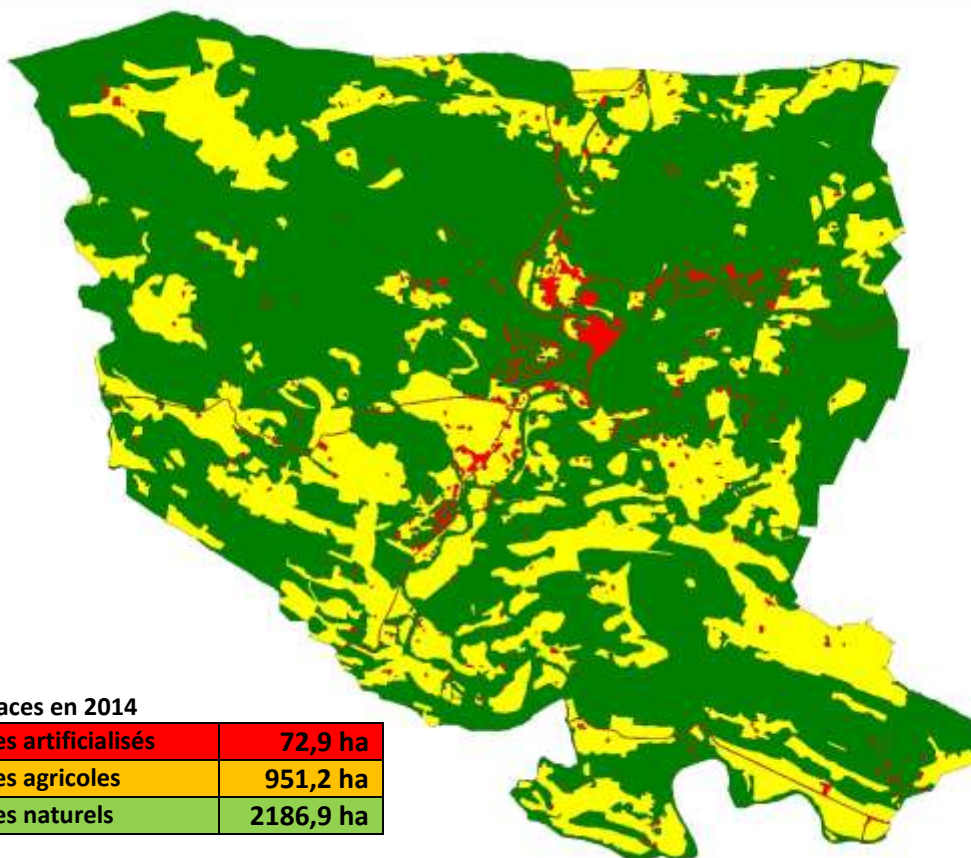 aces en 2014
es artificialisés 72,9 ha
es agricoles 951,2 ha
es naturels 2186,9 ha